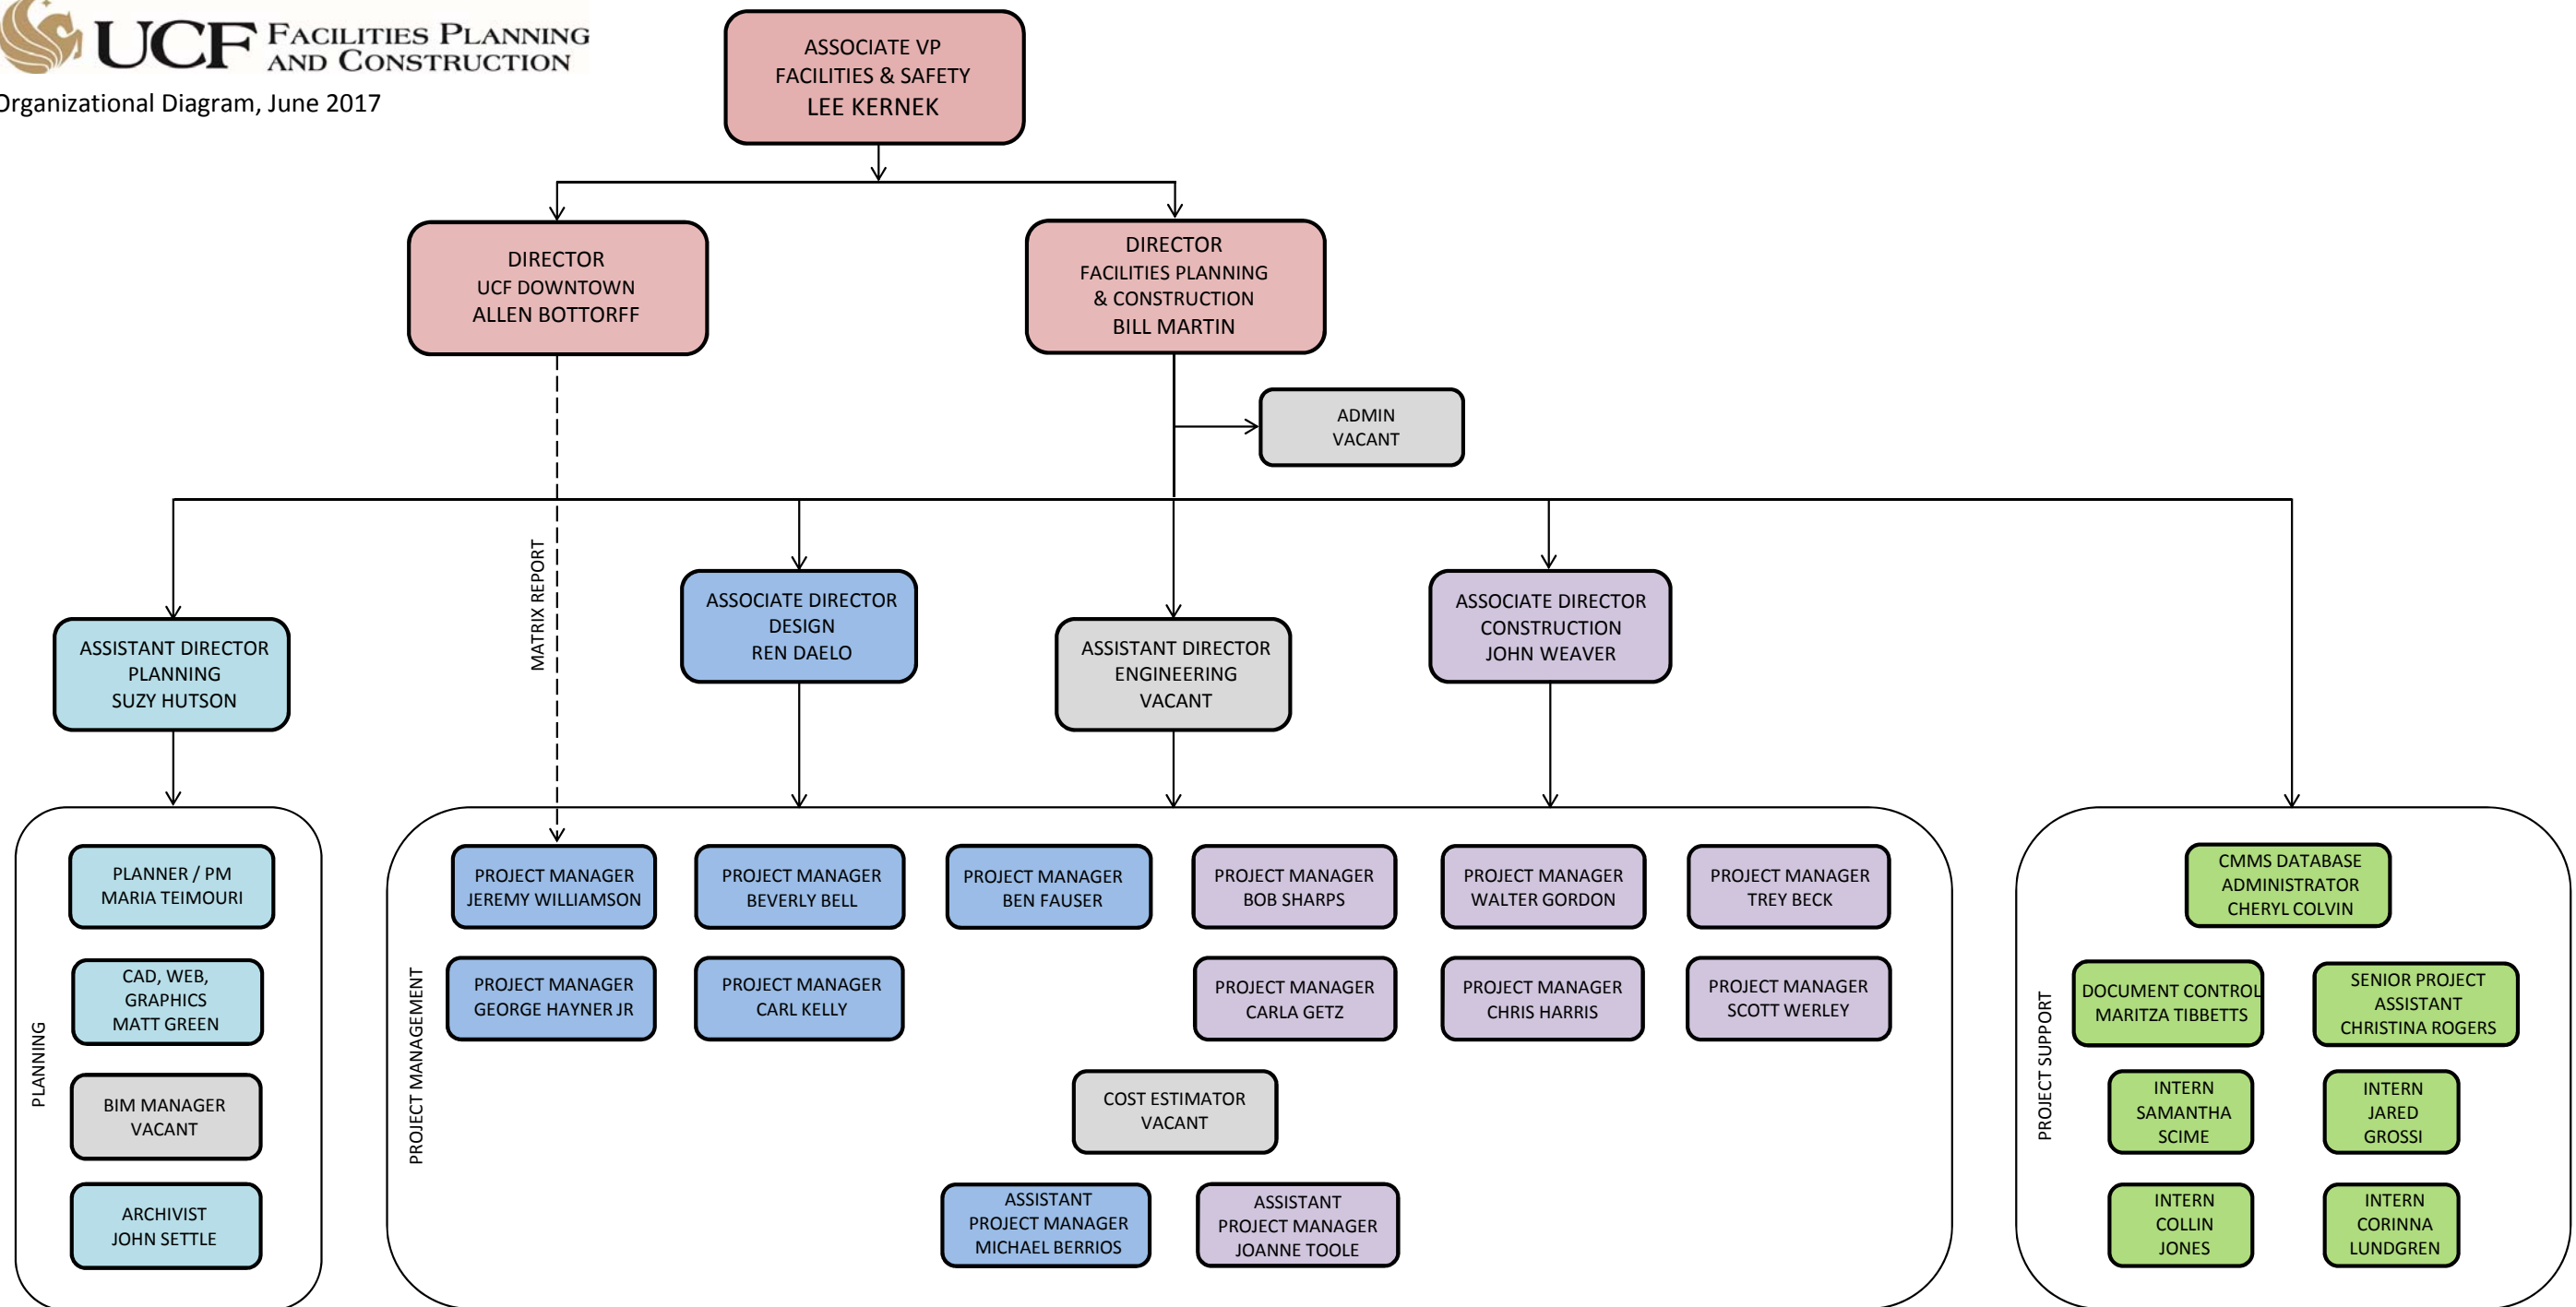 UCF FACILITIES PLANNING
AND CONSTRUCTION
Organizational Diagram, June 2017
ASSOCIATE VP
FACILITIES & SAFETY
LEE KERNEK
DIRECTOR
UCF DOWNTOWN
ALLEN BOTTORFF
DIRECTOR
FACILITIES PLANNING
& CONSTRUCTION
BILL MARTIN
ADMIN
VACANT
MATRIX REPORT
ASSISTANT DIRECTOR
PLANNING
SUZY HUTSON
ASSOCIATE DIRECTOR
DESIGN
REN DAELO
ASSISTANT DIRECTOR
ENGINEERING
VACANT
ASSOCIATE DIRECTOR
CONSTRUCTION
JOHN WEAVER
PLANNING
PLANNER / PM
MARIA TEIMOURI
CAD, WEB,
GRAPHICS
MATT GREEN
BIM MANAGER
VACANT
ARCHIVIST
JOHN SETTLE
PROJECT MANAGEMENT
PROJECT MANAGER
JEREMY WILLIAMSON
PROJECT MANAGER
BEVERLY BELL
PROJECT MANAGER
BEN FAUSER
PROJECT MANAGER
BOB SHARPS
PROJECT MANAGER
WALTER GORDON
PROJECT MANAGER
TREY BECK
PROJECT MANAGER
GEORGE HAYNER JR
PROJECT MANAGER
CARL KELLY
PROJECT MANAGER
CARLA GETZ
PROJECT MANAGER
CHRIS HARRIS
PROJECT MANAGER
SCOTT WERLEY
COST ESTIMATOR
VACANT
ASSISTANT
PROJECT MANAGER
MICHAEL BERRIOS
ASSISTANT
PROJECT MANAGER
JOANNE TOOLE
PROJECT SUPPORT
CMMS DATABASE
ADMINISTRATOR
CHERYL COLVIN
DOCUMENT CONTROL
MARITZA TIBBETTS
SENIOR PROJECT
ASSISTANT
CHRISTINA ROGERS
INTERN
SAMANTHA
SCIME
INTERN
JARED
GROSSI
INTERN
COLLIN
JONES
INTERN
CORINNA
LUNDGREN